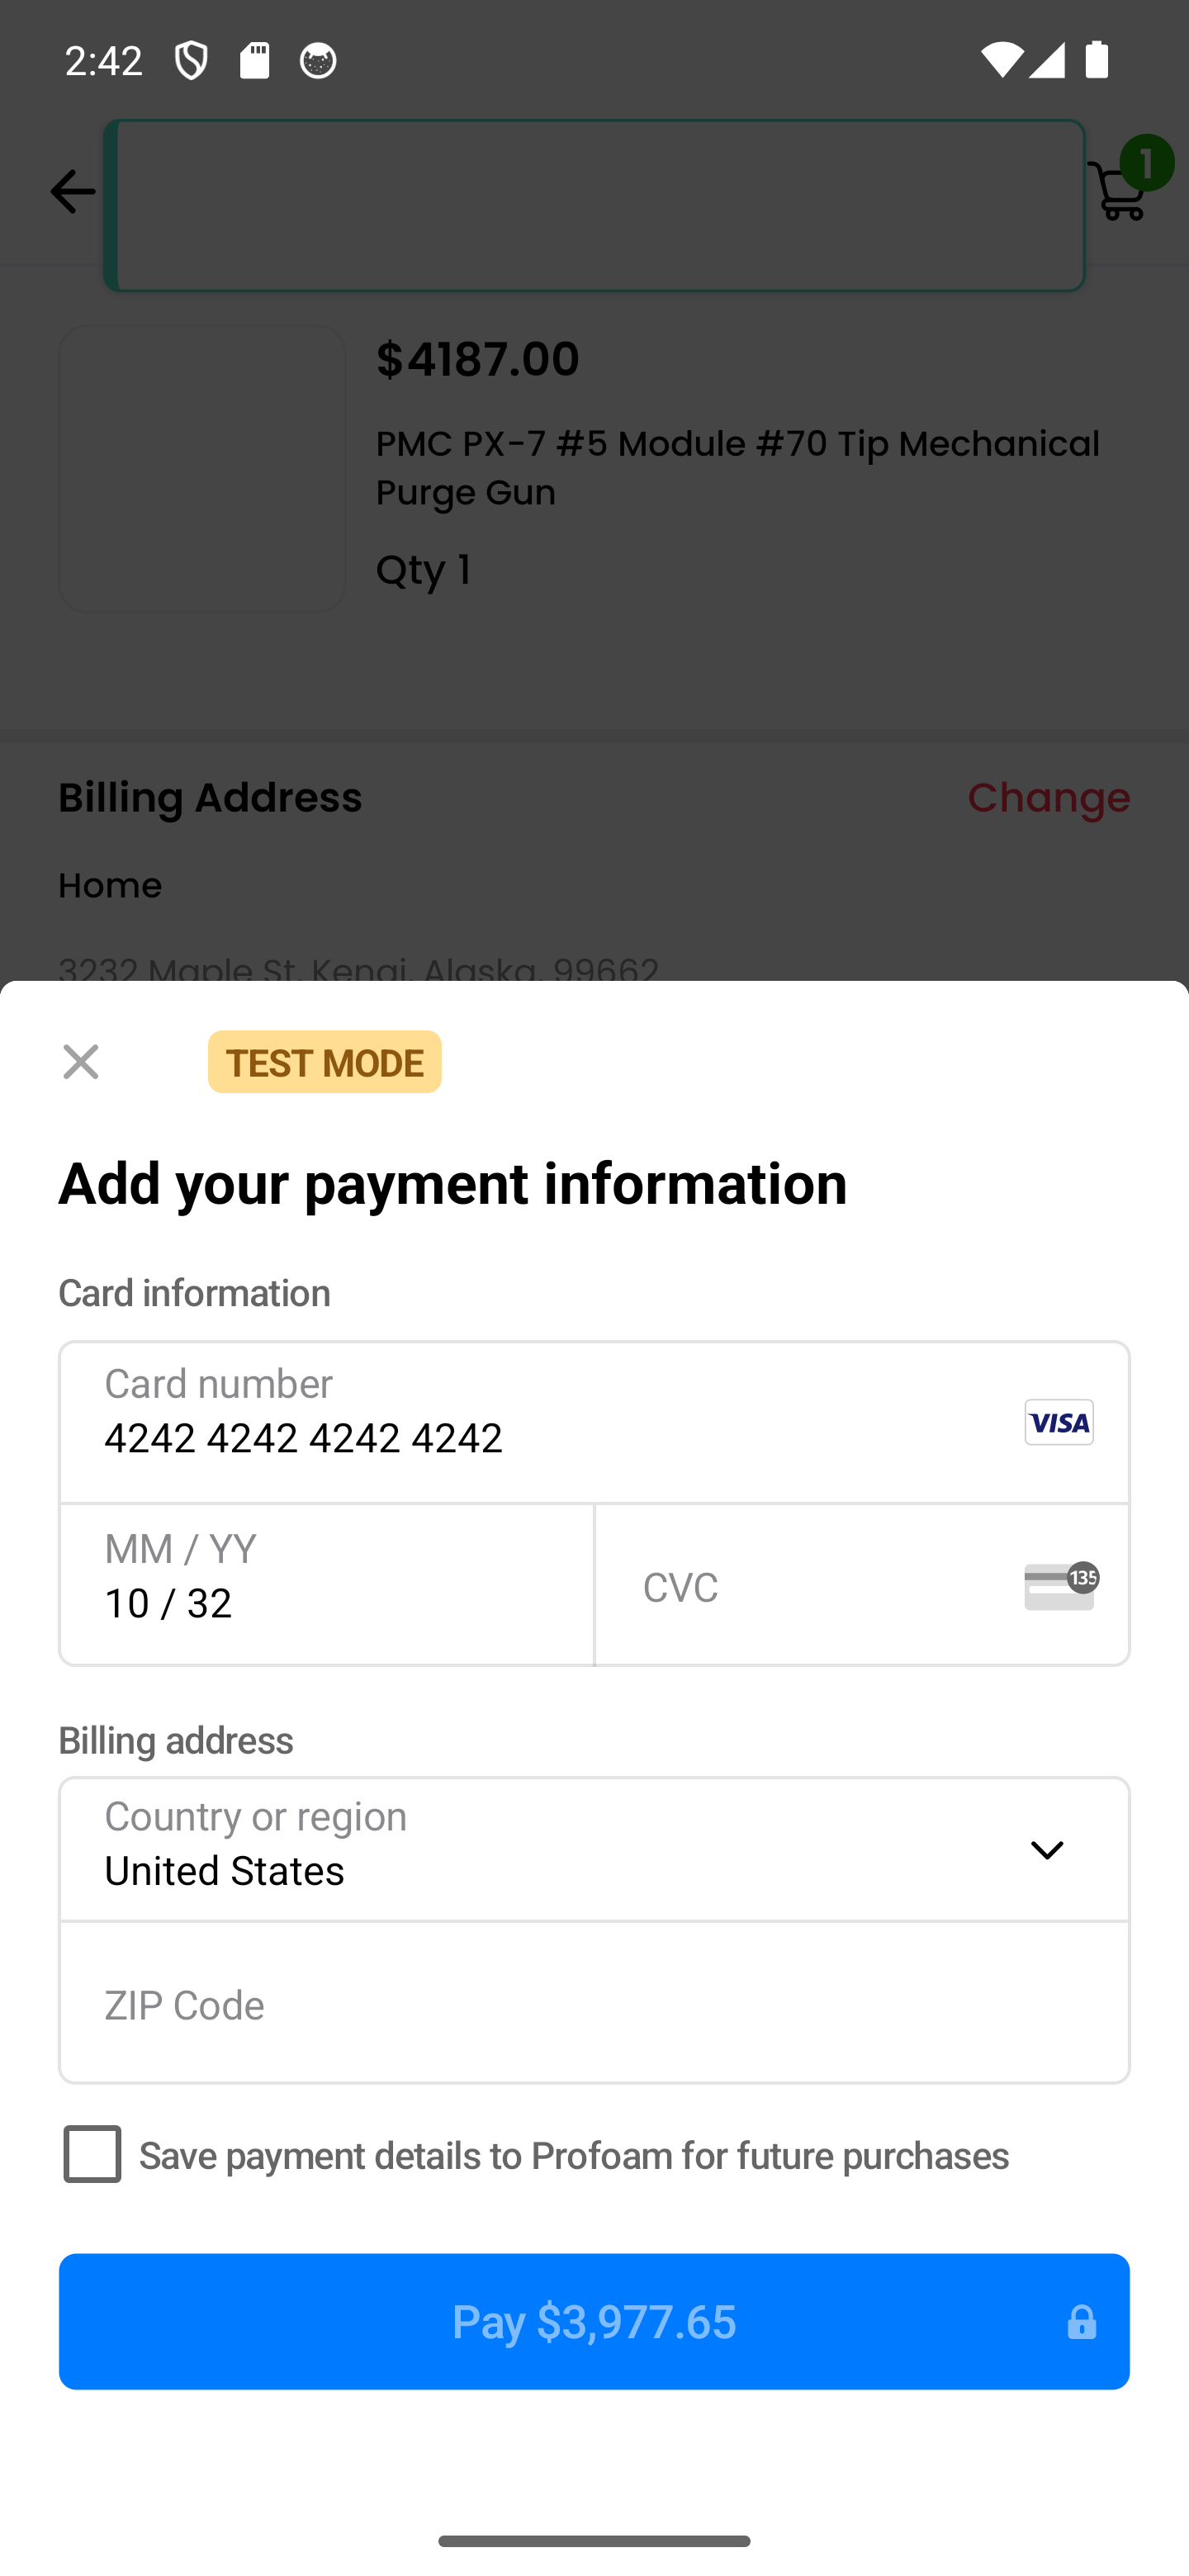 2:42
1
$4187.00
PMC PX-7 #5 Module #70 Tip Mechanical
Purge Gun
Qty 1
Billing Address
Change
Home
3232 Maple St, Kenai, Alaska, 99662
TEST MODE
Add your payment information
Card information
Card number
4242 4242 4242 4242
VISA
MM / YY
10 / 32
CVC
135
Billing address
Country or region
United States
ZIP Code
Save payment details to Profoam for future purchases
Pay $3,977.65